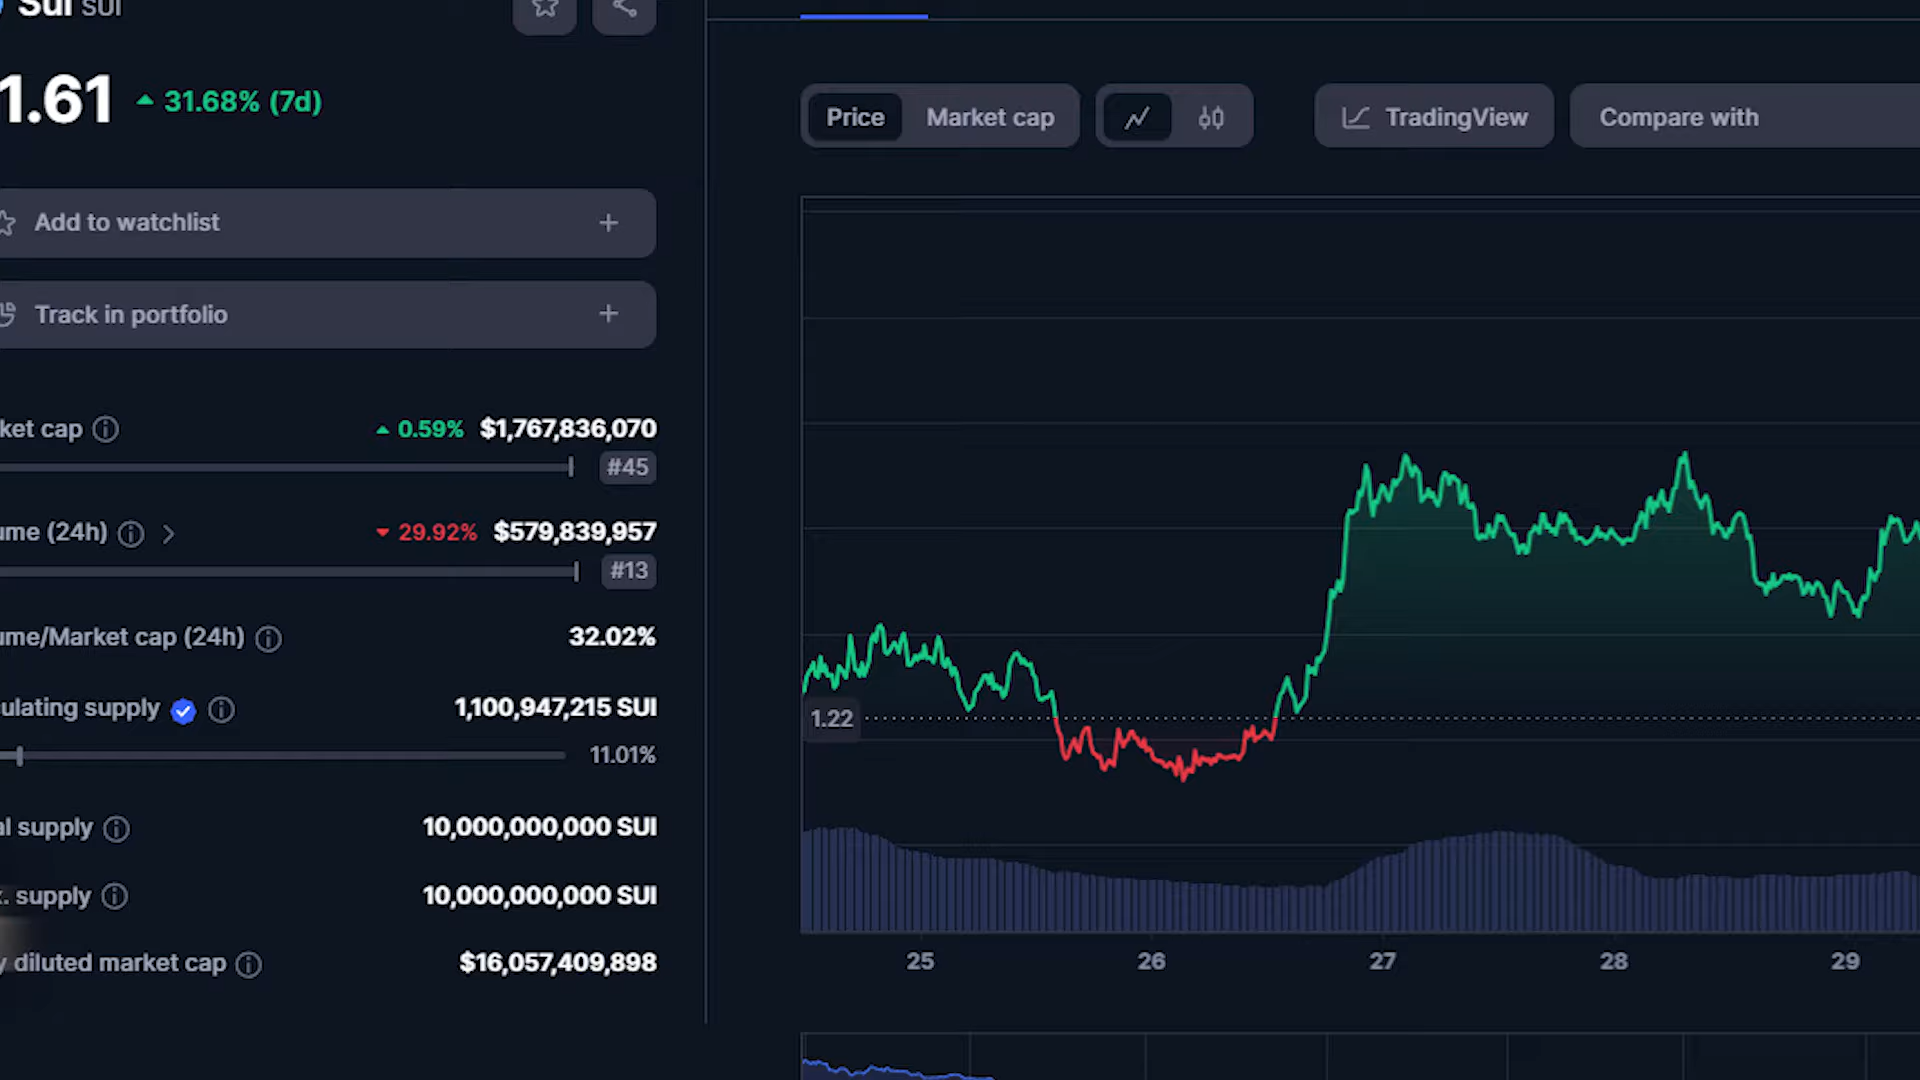 Sui SUI
1.61 31.68% (7d)
Add to watchlist
Track in portfolio
ket cap 0.59% $1,767,836,070
#45
ume (24h) 29.92% $579,839,957
#13
ume/Market cap (24h) 32.02%
ulating supply 1,100,947,215 SUI
11.01%
al supply 10,000,000,000 SUI
. supply 10,000,000,000 SUI
y diluted market cap $16,057,409,898
Price Market cap TradingView Compare with
1.22
25 26 27 28 29